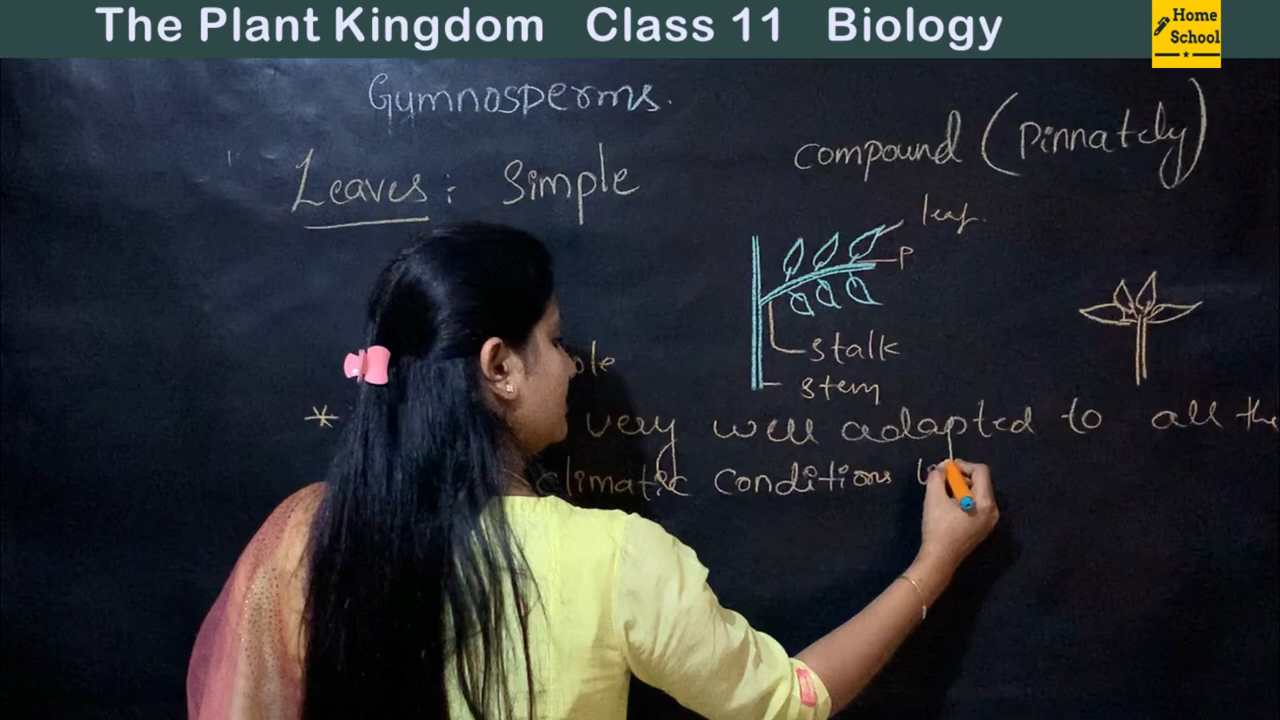 The Plant Kingdom Class 11 Biology
Home
School
Gymnosperms.
Leaves: Simple
compound (Pinnately)
leaf.
P
stalk
stem
* very well adapted to all the
climatic conditions